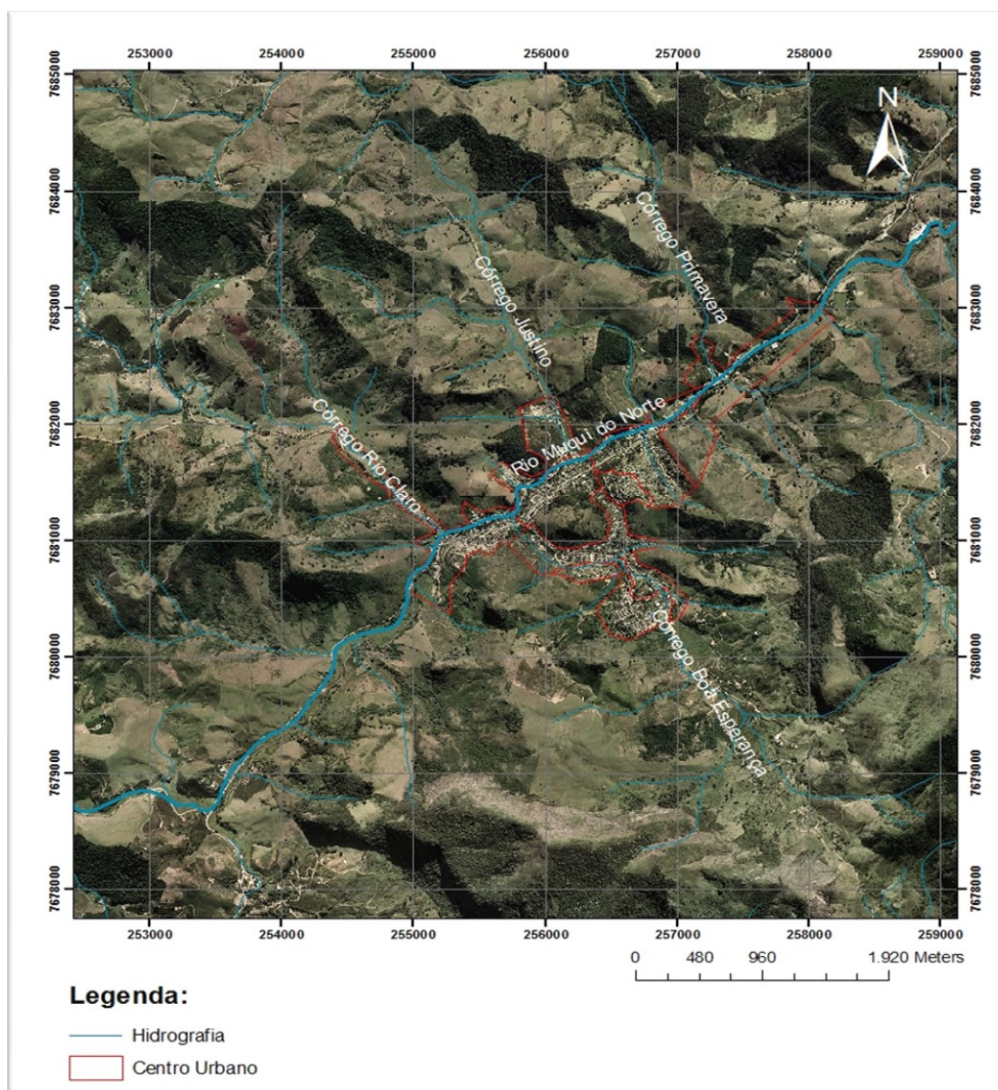 253000 254000 255000 256000 257000 258000 259000
7685000 7685000
N
7684000 7684000
Córrego Primavera
Córrego Justino
7683000 7683000
Córrego Rio Claro
Rio Muqui do Norte
7682000 7682000
7681000 7681000
Córrego Boa Esperança
7680000 7680000
7679000 7679000
7678000 7678000
253000 254000 255000 256000 257000 258000 259000
0 480 960 1.920 Meters
Legenda:
Hidrografia
Centro Urbano